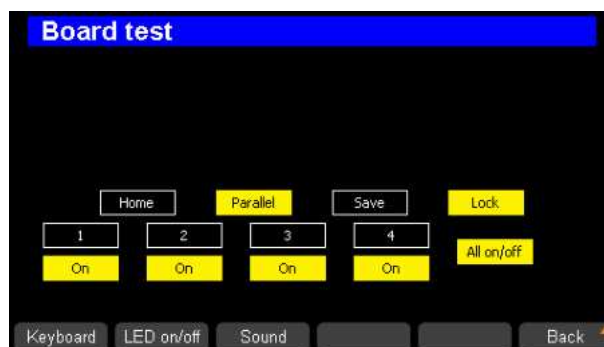 Board test
Home Parallel Save Lock
1 2 3 4
All on/off
On On On On
Keyboard LED on/off Sound Back